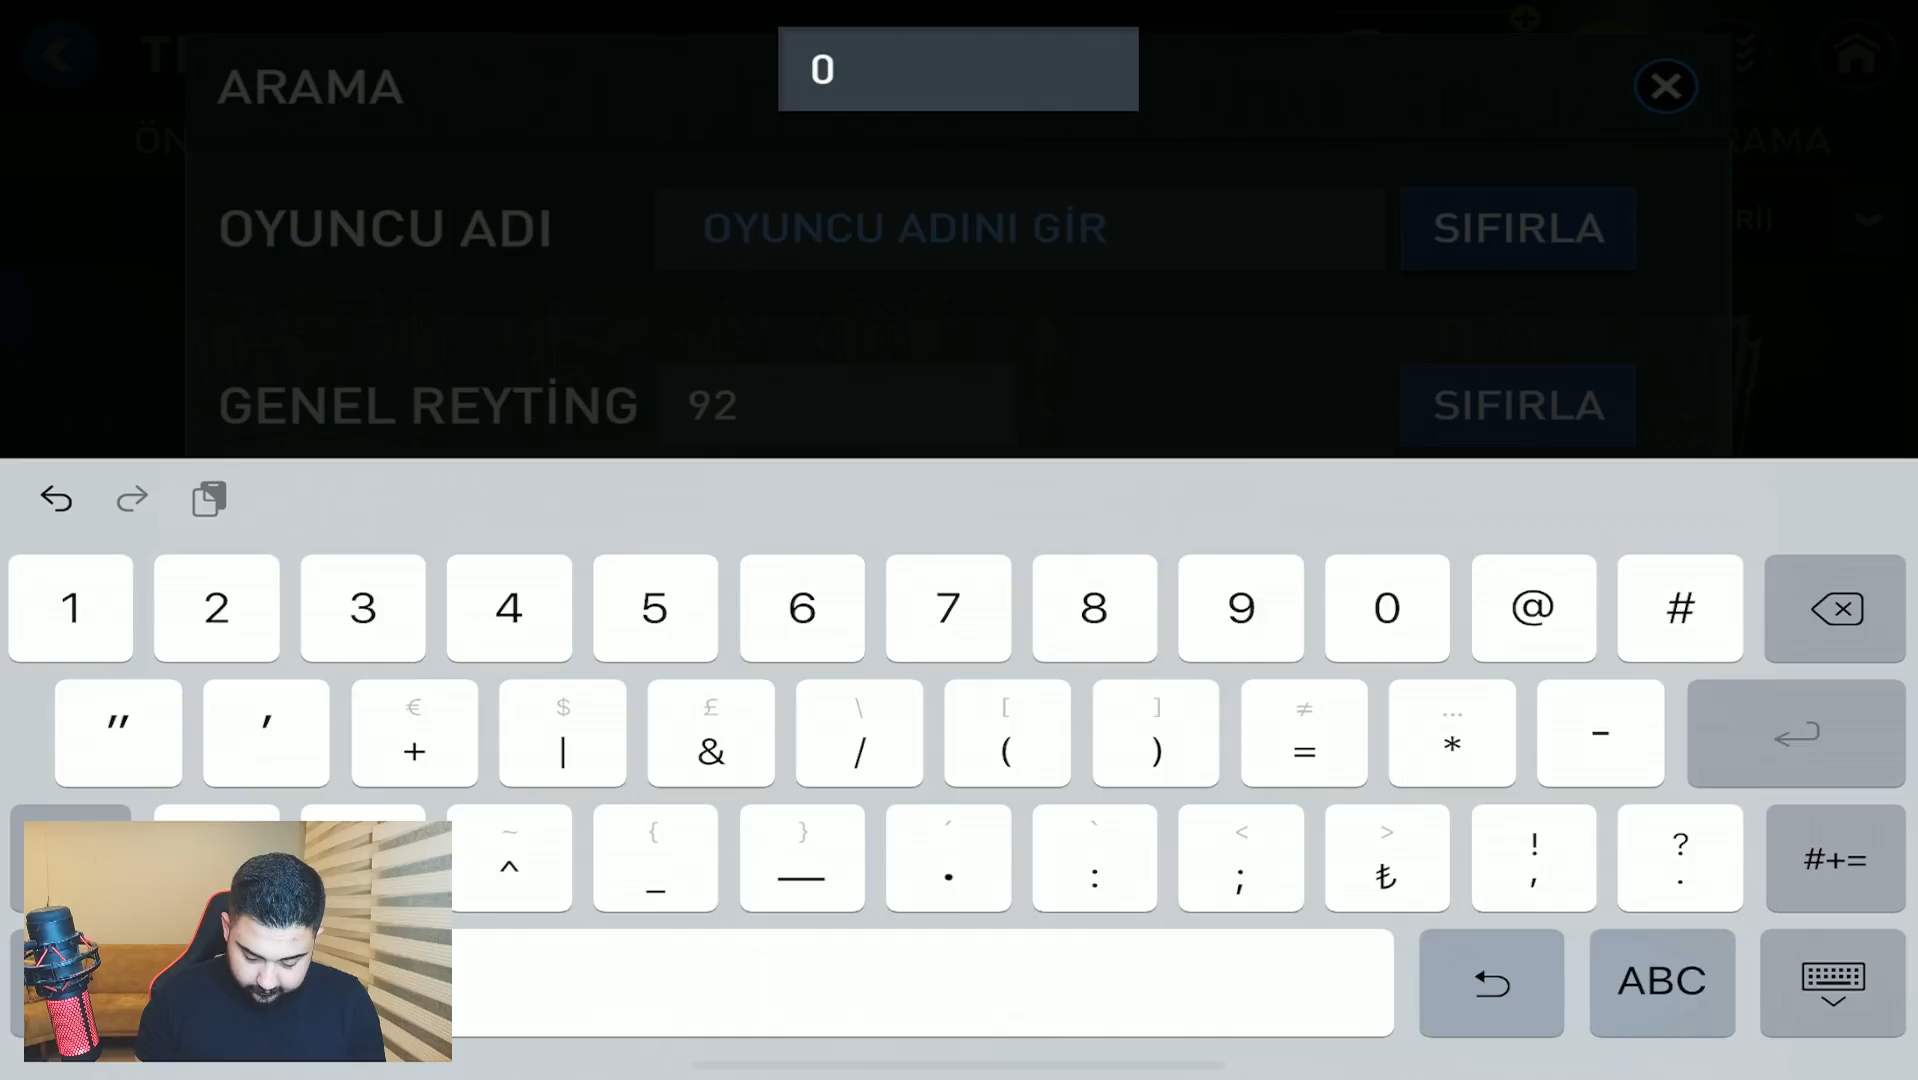 0
ARAMA
OYUNCU ADI OYUNCU ADINI GİR SIFIRLA
GENEL REYTİNG 92 SIFIRLA
1 2 3 4 5 6 7 8 9 0 @ #
" ' € + $ | £ & \ / [ ( ] ) ≠ = … * -
~ ^ { _ } — ´ · ` : < ; > ₺ ! , ? . #+=
ABC